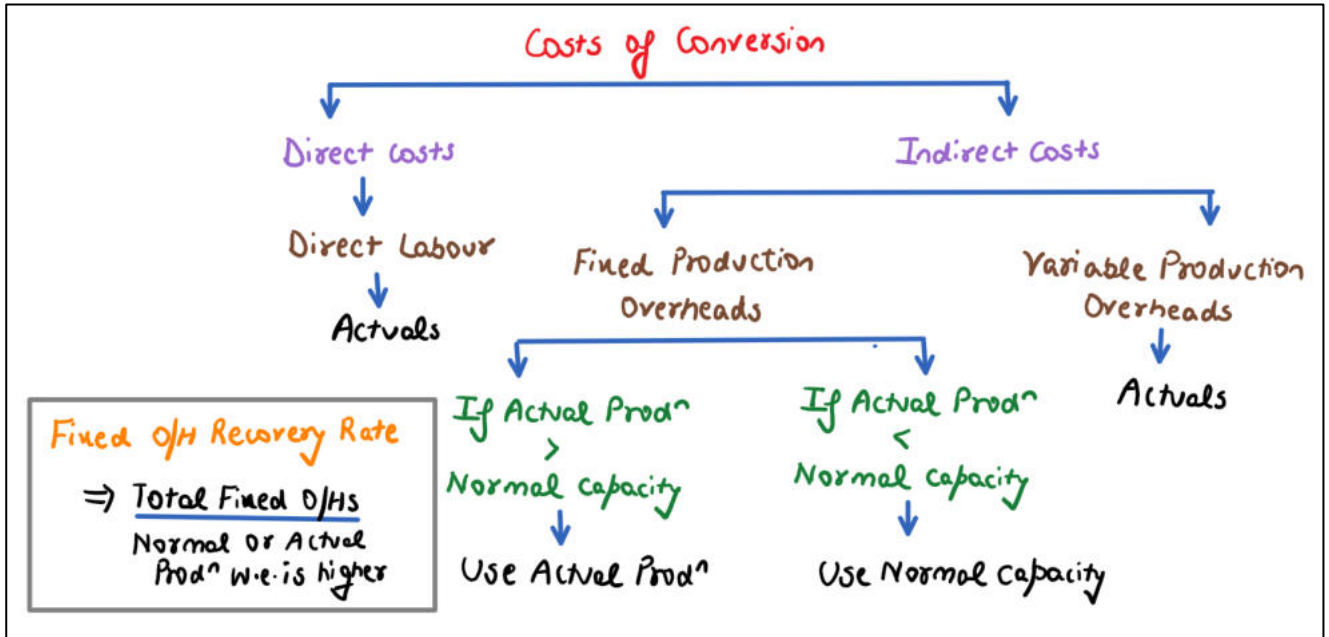 Costs of Conversion
Direct Costs
Indirect Costs
Direct Labour
Actuals
Fixed Production
Overheads
Variable Production
Overheads
Actuals
If Actual Prodⁿ
>
Normal Capacity
Use Actual Prodⁿ
If Actual Prodⁿ
<
Normal Capacity
Use Normal Capacity
Fixed O/H Recovery Rate
⇒ Total Fixed O/Hs
Normal Or Actual
Prodⁿ w.e. is higher